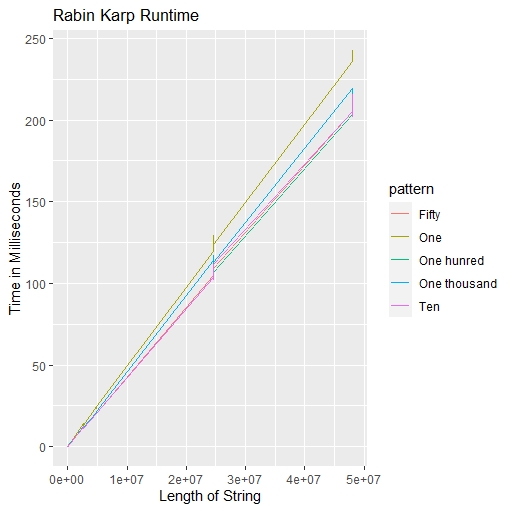 Rabin Karp Runtime
250
200
150
100
50
0
Time in Milliseconds
0e+00 1e+07 2e+07 3e+07 4e+07 5e+07
Length of String
pattern
Fifty
One
One hunred
One thousand
Ten